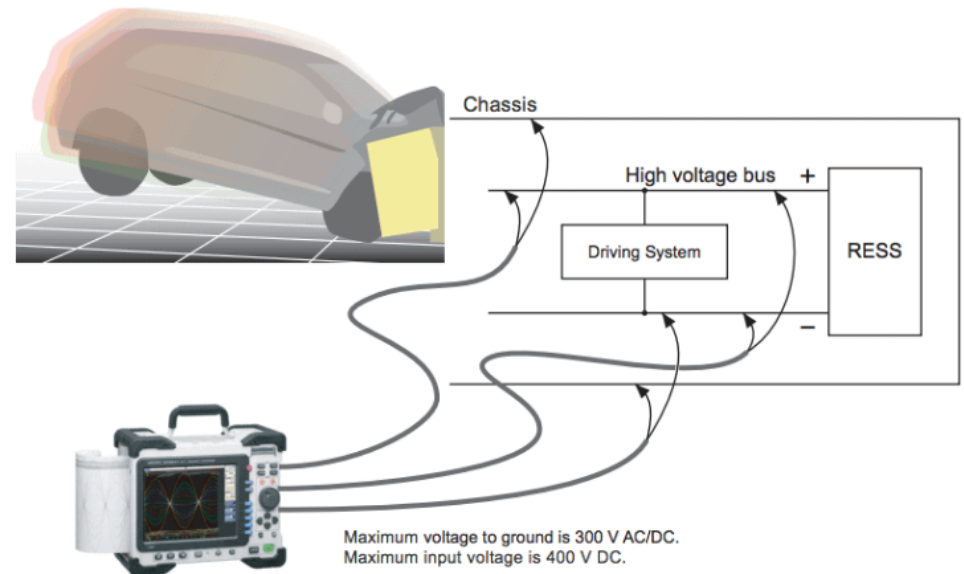 Chassis
High voltage bus
+
Driving System
RESS
−
Maximum voltage to ground is 300 V AC/DC.
Maximum input voltage is 400 V DC.